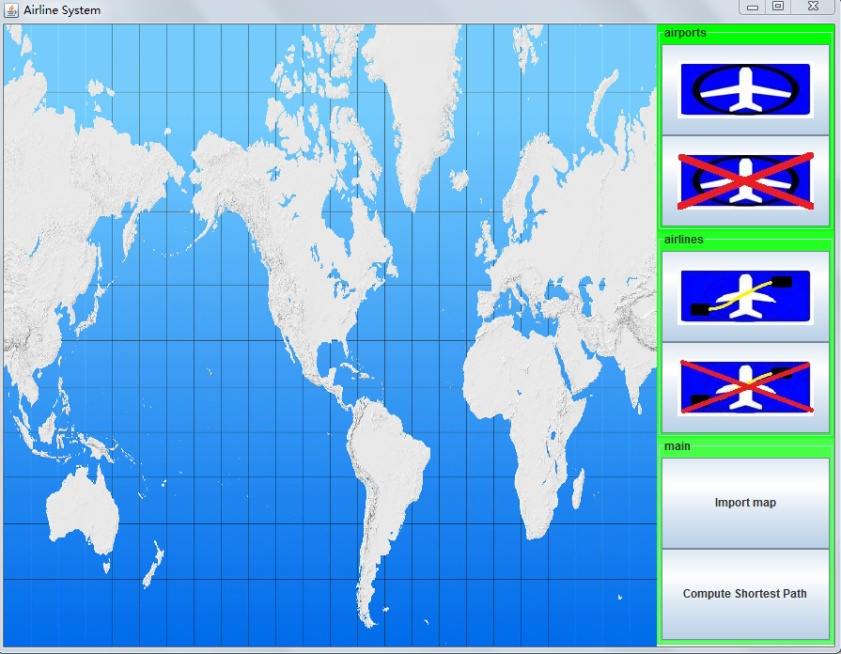 Airline System
airports
airlines
main
Import map
Compute Shortest Path